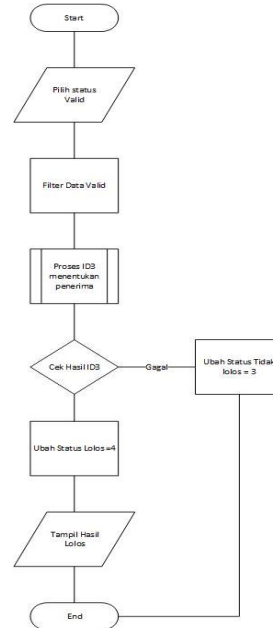 Start
Pilih status
Valid
Filter Data Valid
Proses ID3
menentukan
penerima
Cek Hasil ID3
Gagal
Ubah Status Tidak
lolos = 3
Ubah Status Lolos =4
Tampil Hasil
Lolos
End